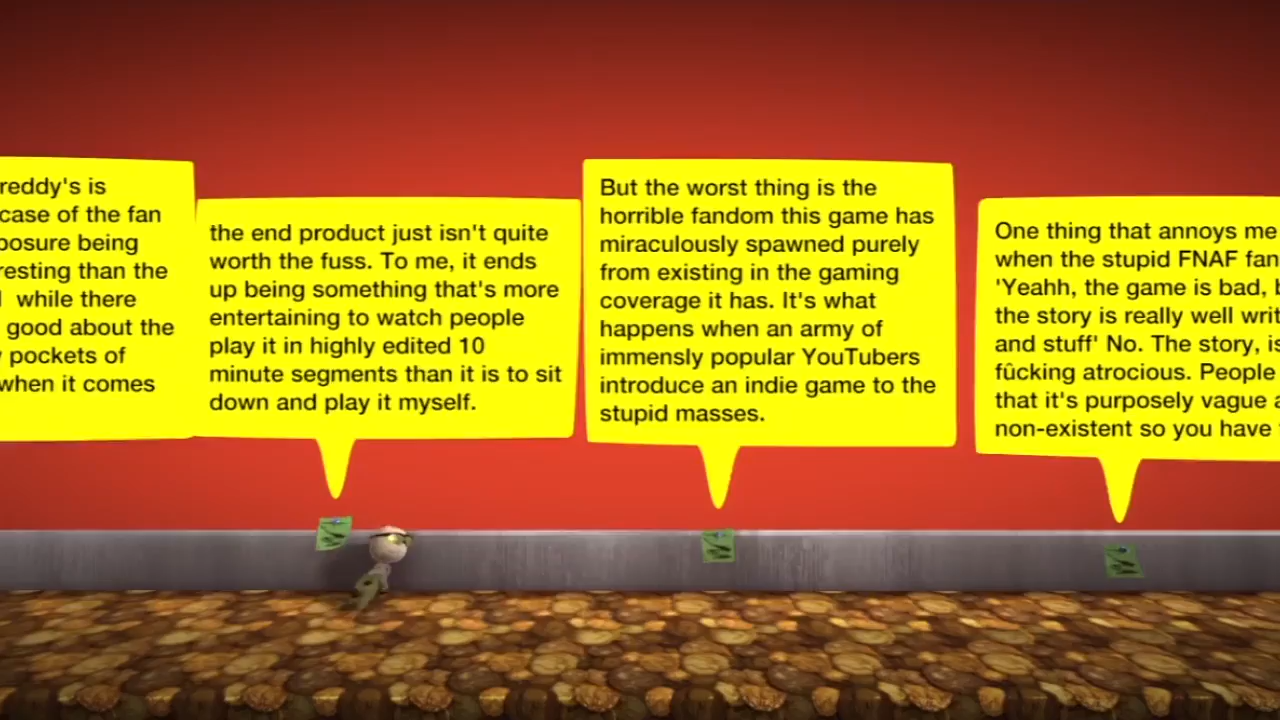 reddy's is
case of the fan
posure being
resting than the
while there
good about the
pockets of
when it comes
the end product just isn't quite
worth the fuss. To me, it ends
up being something that's more
entertaining to watch people
play it in highly edited 10
minute segments than it is to sit
down and play it myself.
But the worst thing is the
horrible fandom this game has
miraculously spawned purely
from existing in the gaming
coverage it has. It's what
happens when an army of
immensely popular YouTubers
introduce an indie game to the
stupid masses.
One thing that annoys me
when the stupid FNAF fan
'Yeahh, the game is bad, b
the story is really well writ
and stuff' No. The story, is
fûcking atrocious. People
that it's purposely vague a
non-existent so you have